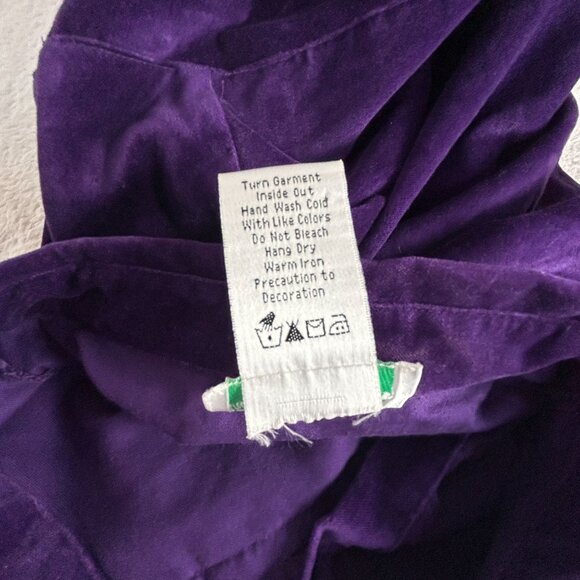 Turn Garment
Inside Out
Hand Wash Cold
With Like Colors
Do Not Bleach
Hang Dry
Warm Iron
Precaution to
Decoration